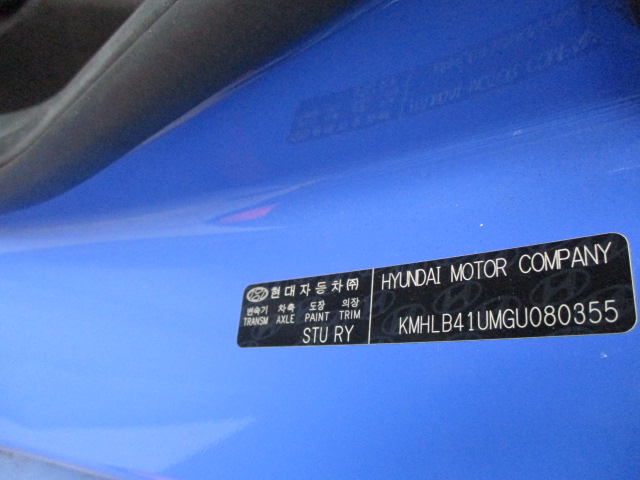 현대자동차㈜
변속기 차축 도장 의장
TRANSM AXLE PAINT TRIM
STU RY
HYUNDAI MOTOR COMPANY
KMHLB41UMGU080355